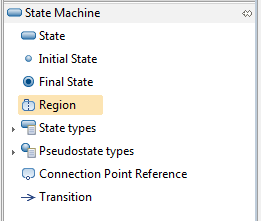 State Machine
State
Initial State
Final State
Region
State types
Pseudostate types
Connection Point Reference
Transition